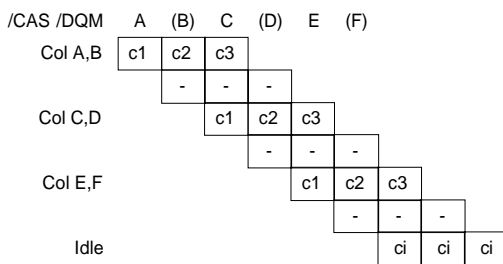 /CAS /DQM A (B) C (D) E (F)
Col A,B c1 c2 c3
- - -
Col C,D c1 c2 c3
- - -
Col E,F c1 c2 c3
- - -
Idle ci ci ci